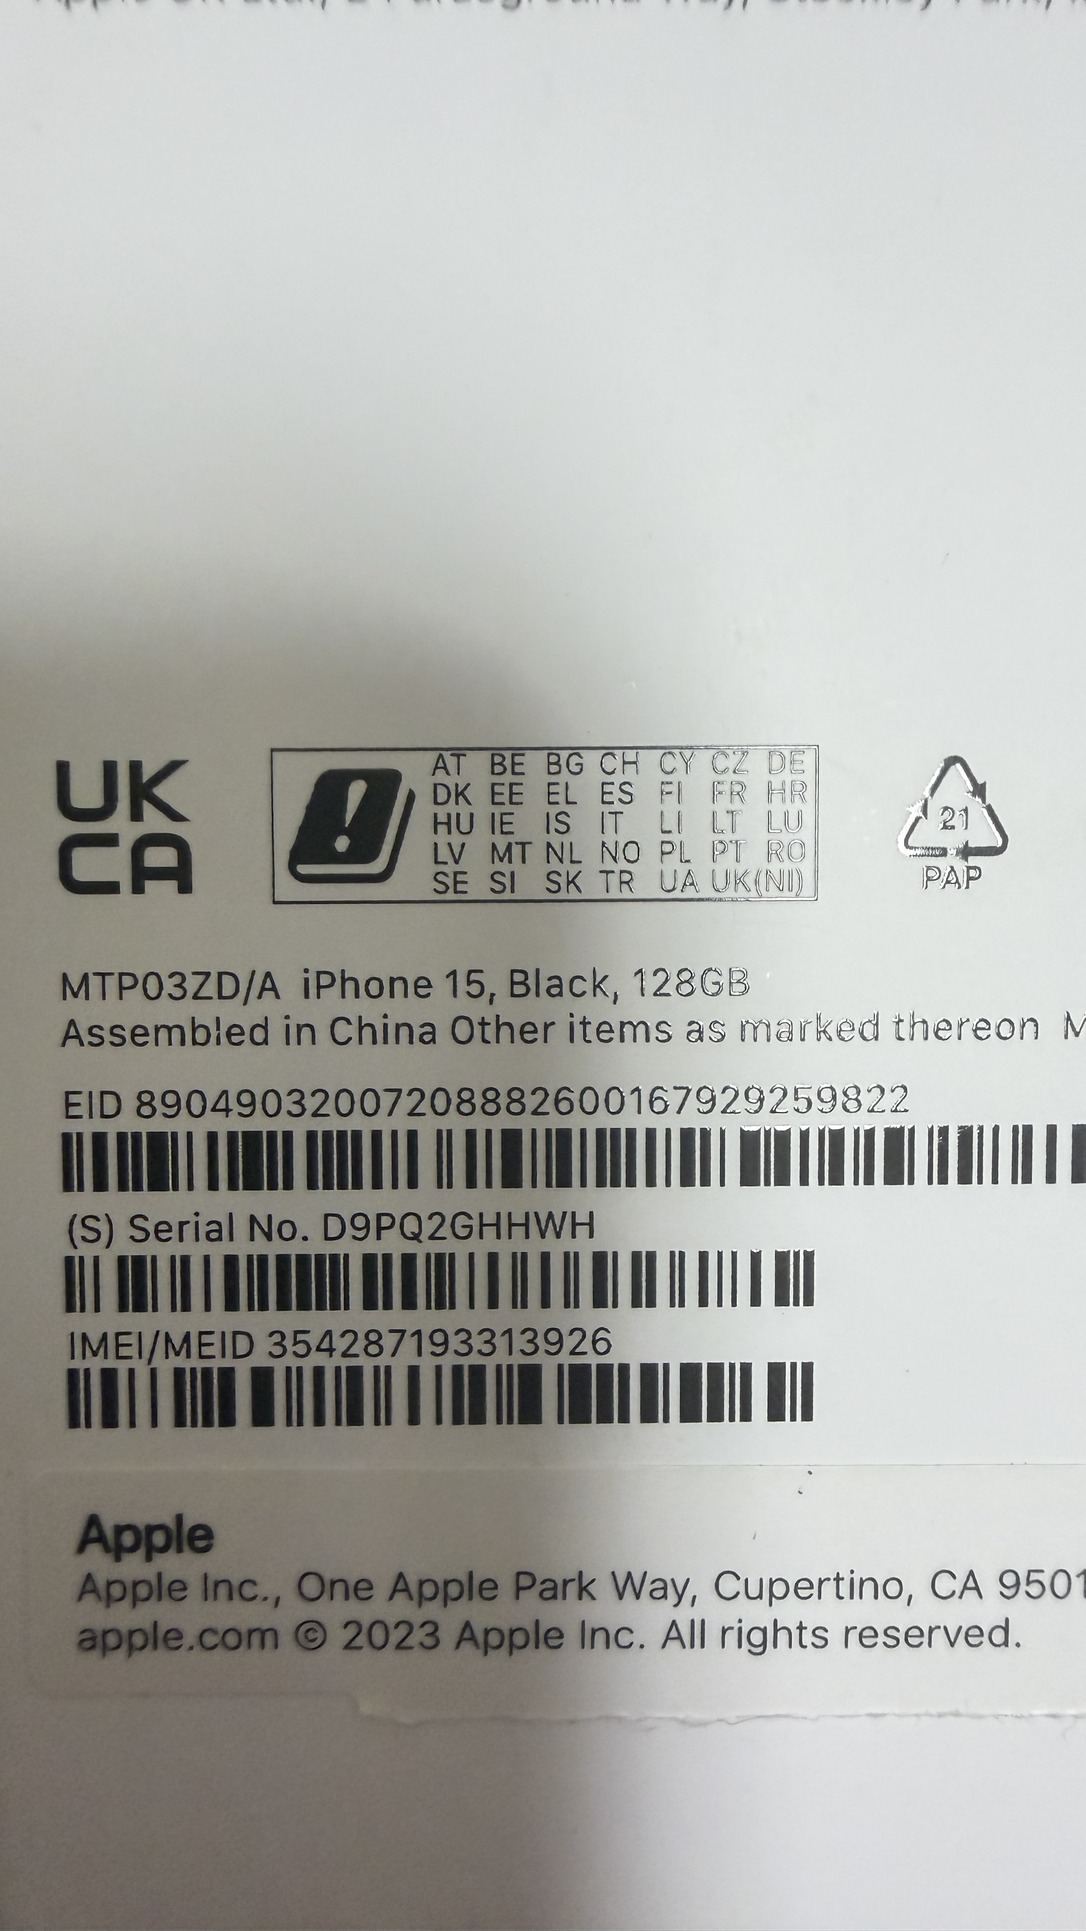 UK
CA
AT BE BG CH CY CZ DE
DK EE EL ES FI FR HR
HU IE IS IT LI LT LU
LV MT NL NO PL PT RO
SE SI SK TR UA UK(NI)
21
PAP
MTP03ZD/A iPhone 15, Black, 128GB
Assembled in China Other items as marked thereon M
EID 89049032007208882600167929259822
(S) Serial No. D9PQ2GHHWH
IMEI/MEID 354287193313926
Apple
Apple Inc., One Apple Park Way, Cupertino, CA 9501
apple.com © 2023 Apple Inc. All rights reserved.